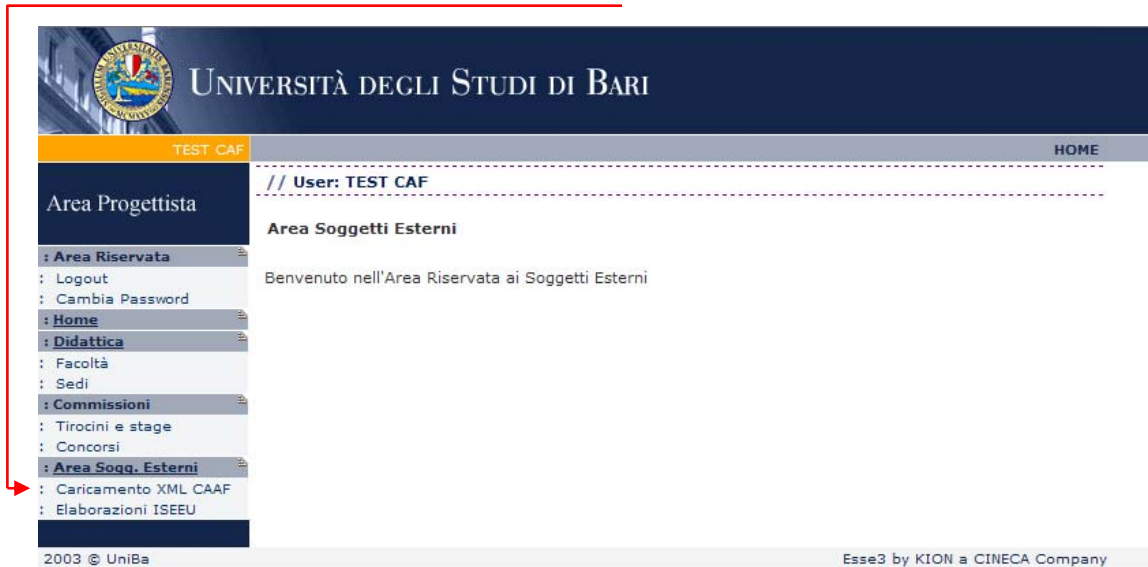 UNIVERSITÀ DEGLI STUDI DI BARI
TEST CAF
HOME
Area Progettista
: Area Riservata
: Logout
: Cambia Password
: Home
: Didattica
: Facoltà
: Sedi
: Commissioni
: Tirocini e stage
: Concorsi
: Area Sogg. Esterni
: Caricamento XML CAAF
: Elaborazioni ISEEU
// User: TEST CAF
Area Soggetti Esterni
Benvenuto nell'Area Riservata ai Soggetti Esterni
2003 © UniBa
Esse3 by KION a CINECA Company